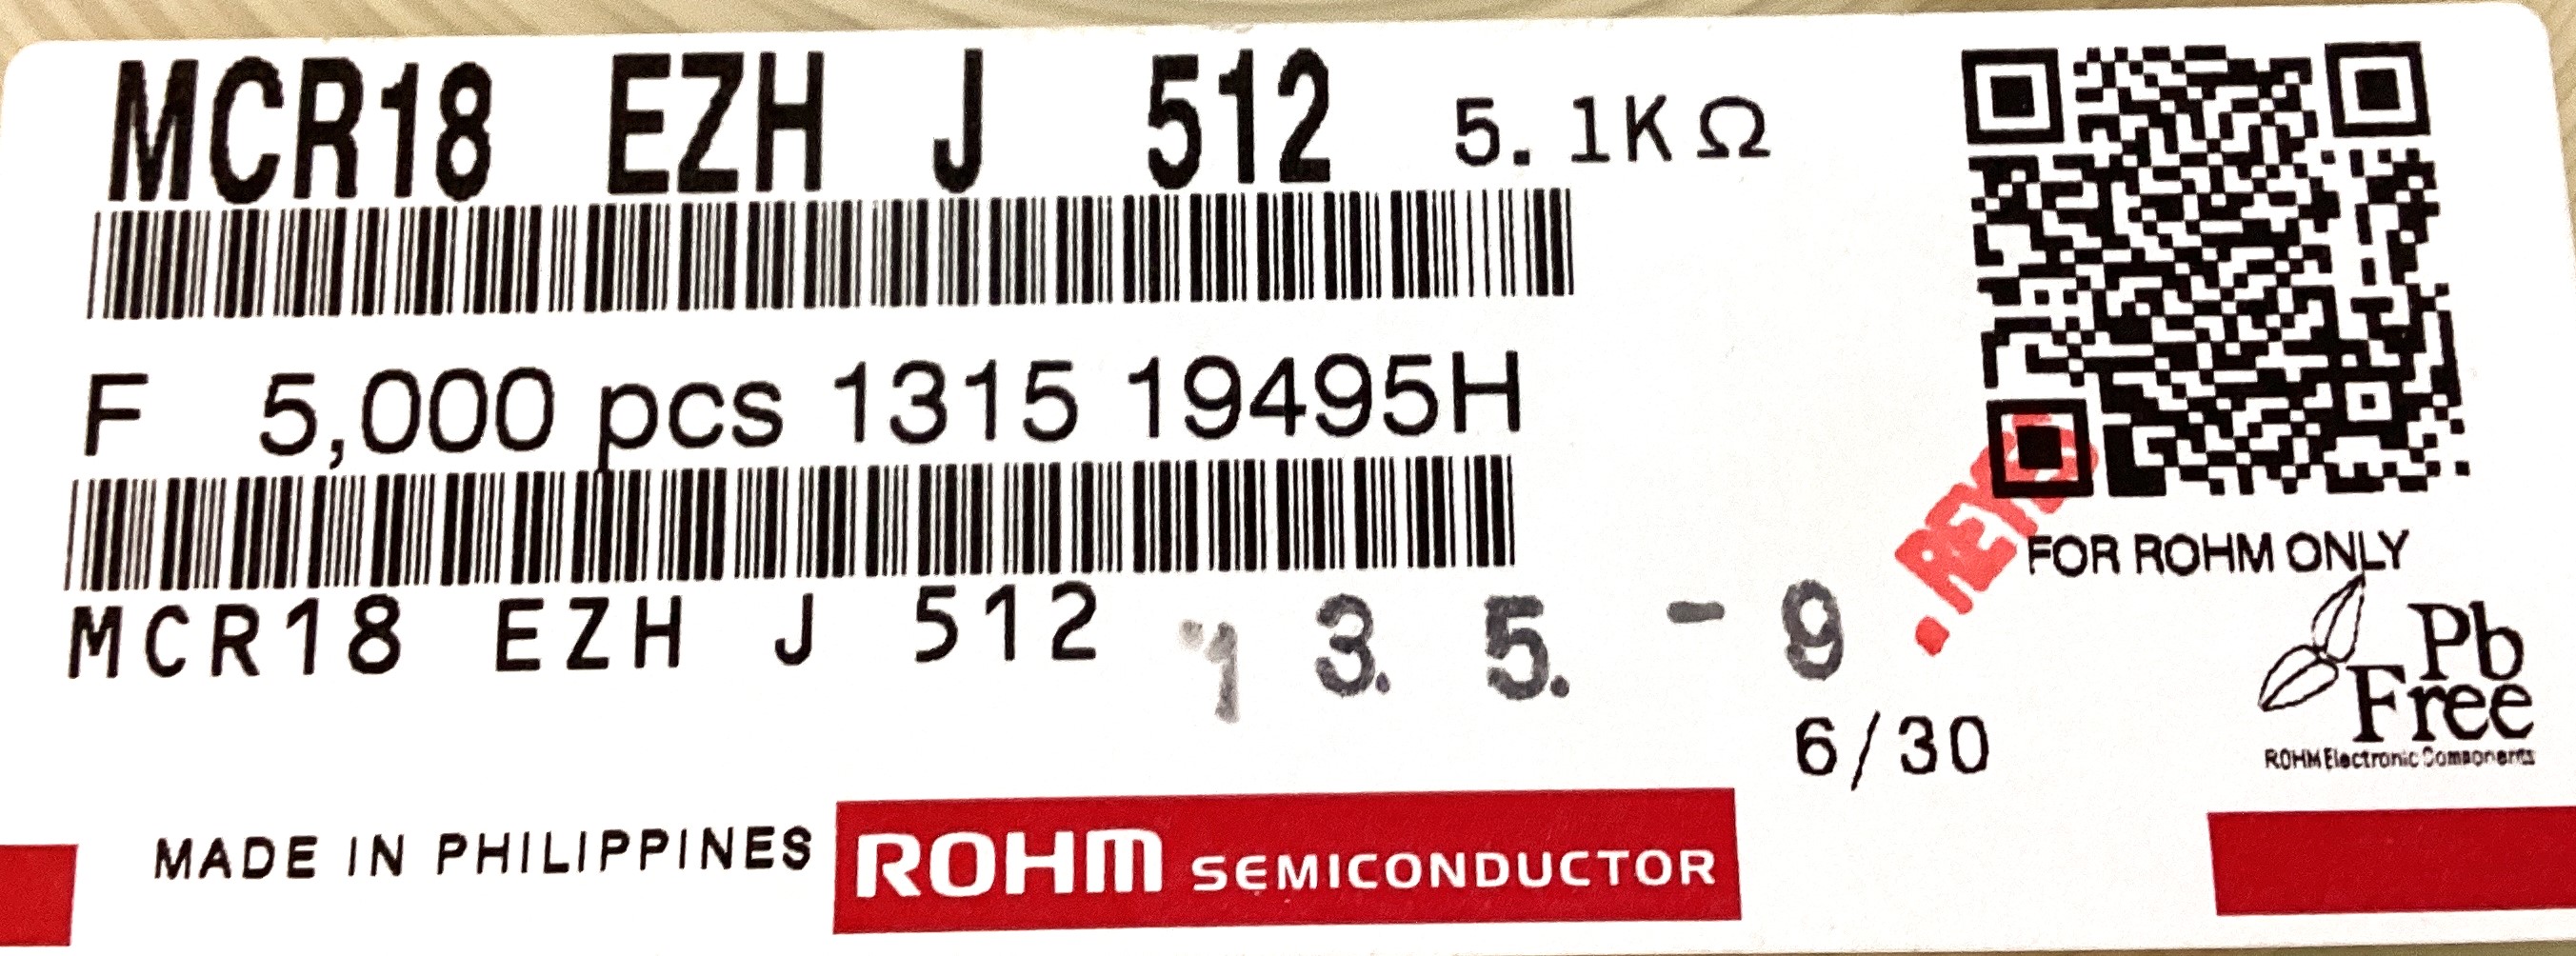 MCR18 EZH J 512 5.1KΩ
F 5,000 pcs 1315 19495H
FOR ROHM ONLY
MCR18 EZH J 512 13. 5. -9
Pb
Free
ROHM Electronic Components
6/30
MADE IN PHILIPPINES ROHM SEMICONDUCTOR